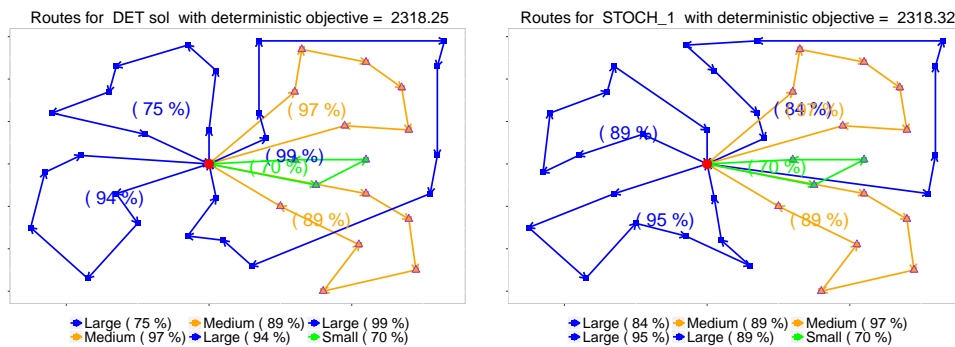 Routes for DET sol with deterministic objective = 2318.25
( 75 %)
( 97 %)
( 99 %)
( 70 %)
( 94 %)
( 89 %)
Large ( 75 %) Medium ( 89 %) Large ( 99 %)
Medium ( 97 %) Large ( 94 %) Small ( 70 %)
Routes for STOCH_1 with deterministic objective = 2318.32
( 84 %)
( 97 %)
( 89 %)
( 70 %)
( 95 %)
( 89 %)
Large ( 84 %) Medium ( 89 %) Medium ( 97 %)
Large ( 95 %) Large ( 89 %) Small ( 70 %)